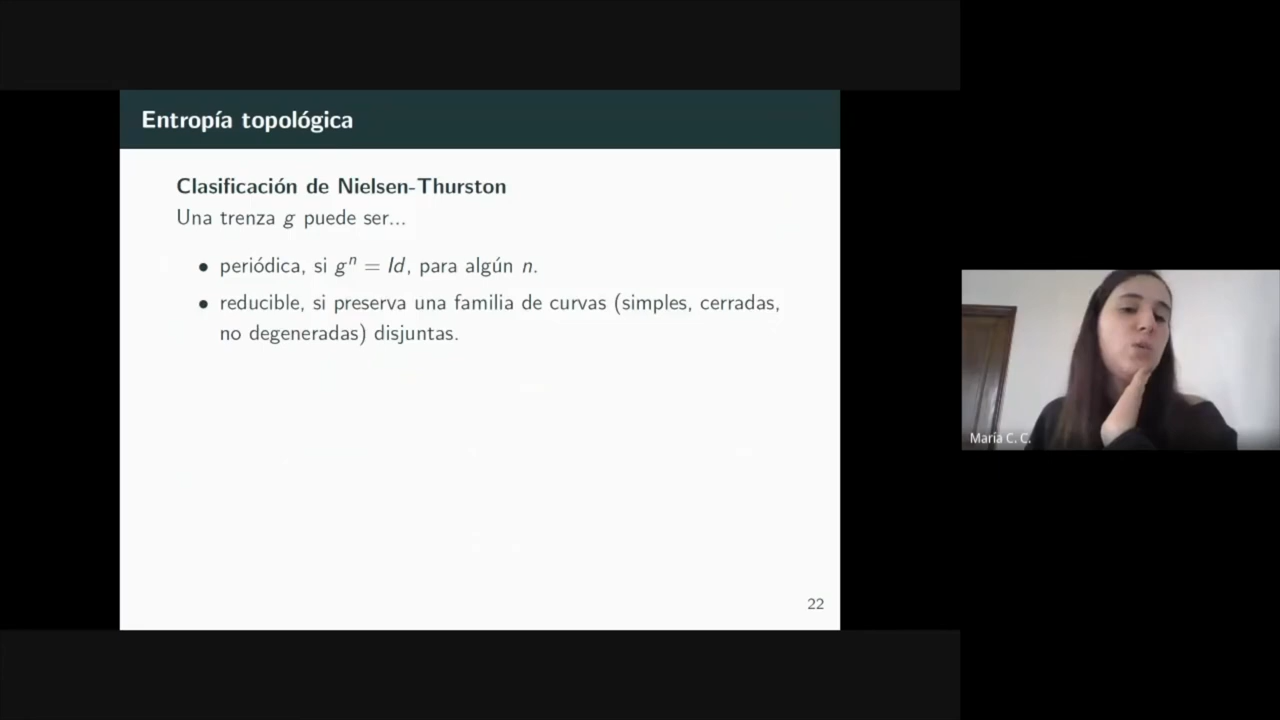 Entropía topológica
Clasificación de Nielsen-Thurston
Una trenza g puede ser...
• periódica, si gⁿ = Id, para algún n.
• reducible, si preserva una familia de curvas (simples, cerradas,
no degeneradas) disjuntas.
22
María C. C.